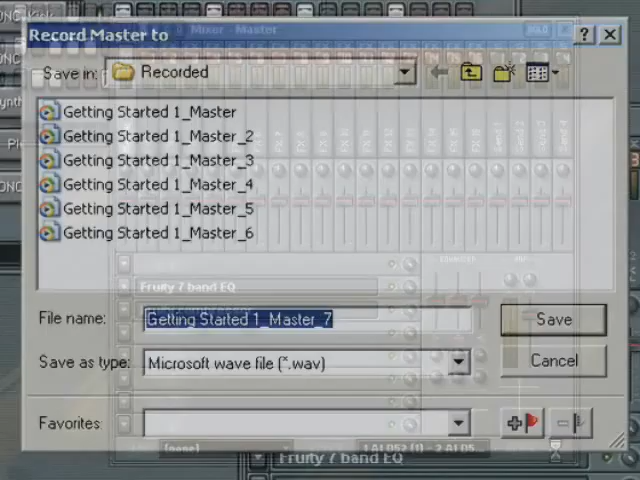 Mixer - Master
Record Master to
Save in:
Recorded
Getting Started 1_Master
Getting Started 1_Master_2
Getting Started 1_Master_3
Getting Started 1_Master_4
Getting Started 1_Master_5
Getting Started 1_Master_6
Fruity 7 band EQ
File name:
Getting Started 1_Master_7
Save
Save as type:
Microsoft wave file (*.wav)
Cancel
Favorites:
Fruity 7 band EQ